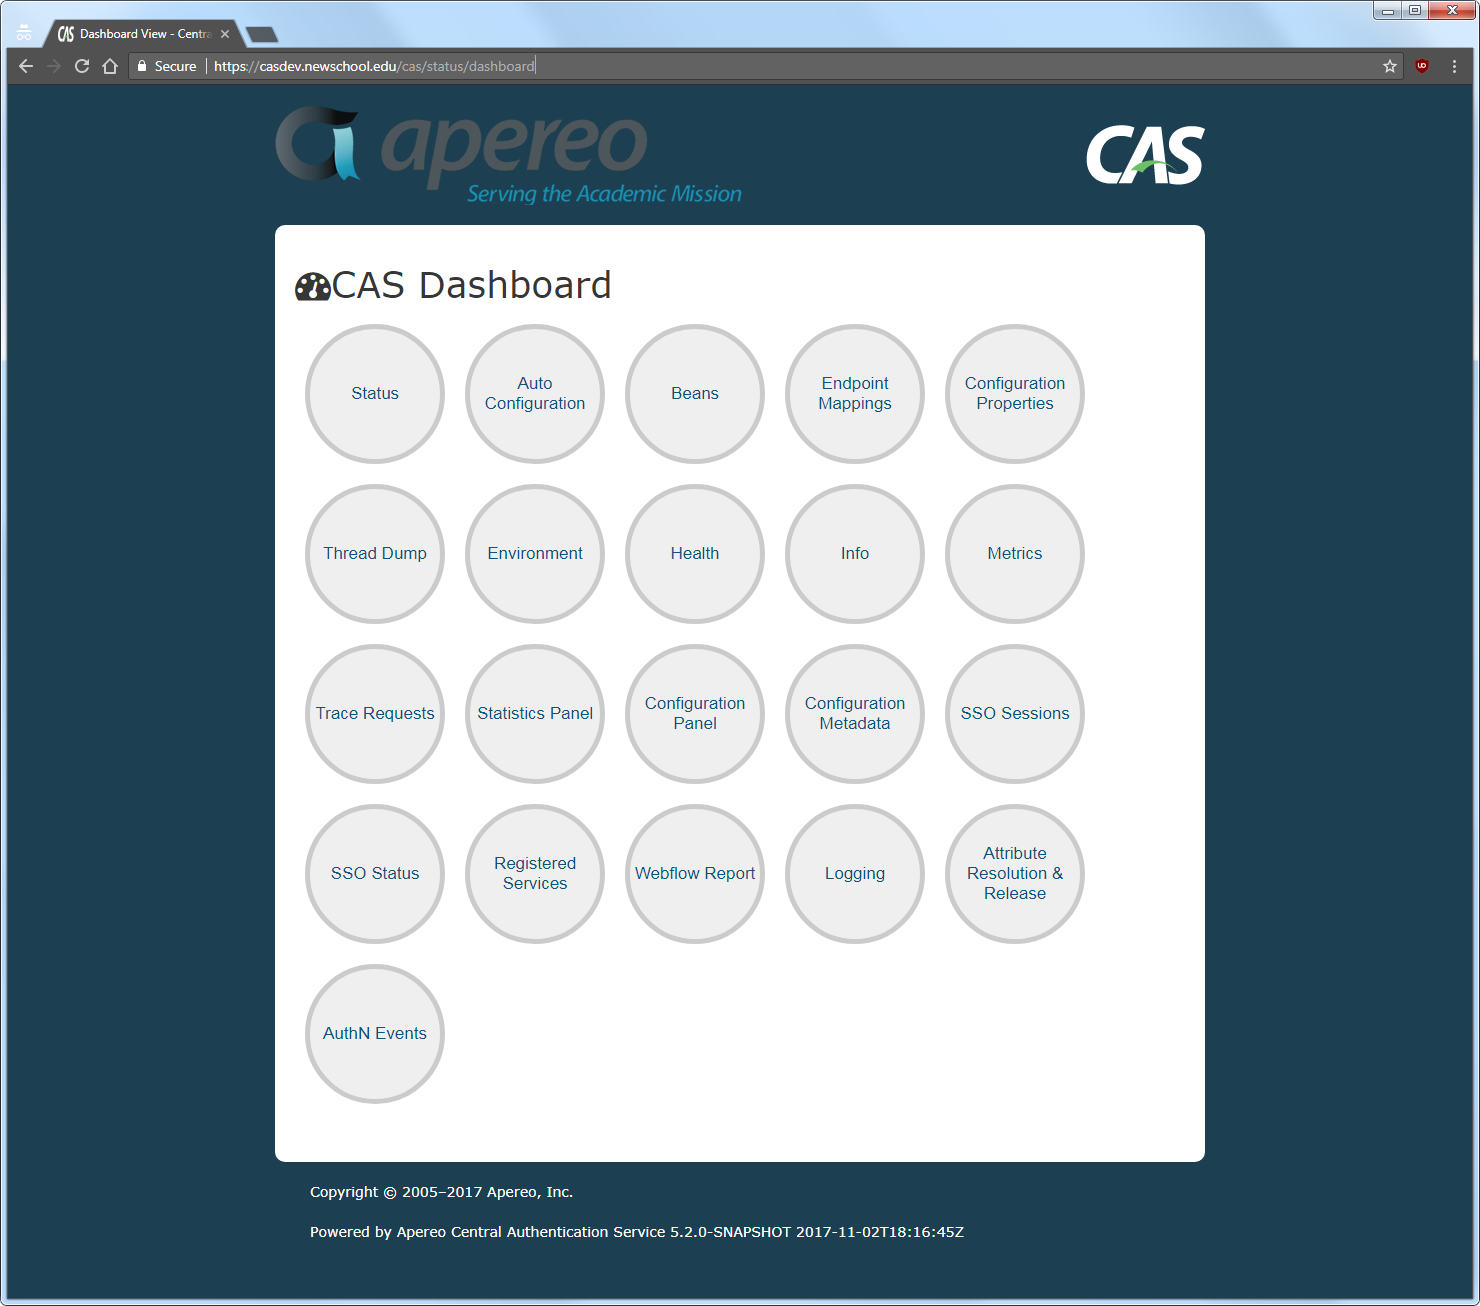 CAS Dashboard View - Centra
Secure https://casdev.newschool.edu/cas/status/dashboard
apereo
Serving the Academic Mission
CAS
CAS Dashboard
Status
Auto
Configuration
Beans
Endpoint
Mappings
Configuration
Properties
Thread Dump
Environment
Health
Info
Metrics
Trace Requests
Statistics Panel
Configuration
Panel
Configuration
Metadata
SSO Sessions
SSO Status
Registered
Services
Webflow Report
Logging
Attribute
Resolution &
Release
AuthN Events
Copyright © 2005–2017 Apereo, Inc.
Powered by Apereo Central Authentication Service 5.2.0-SNAPSHOT 2017-11-02T18:16:45Z